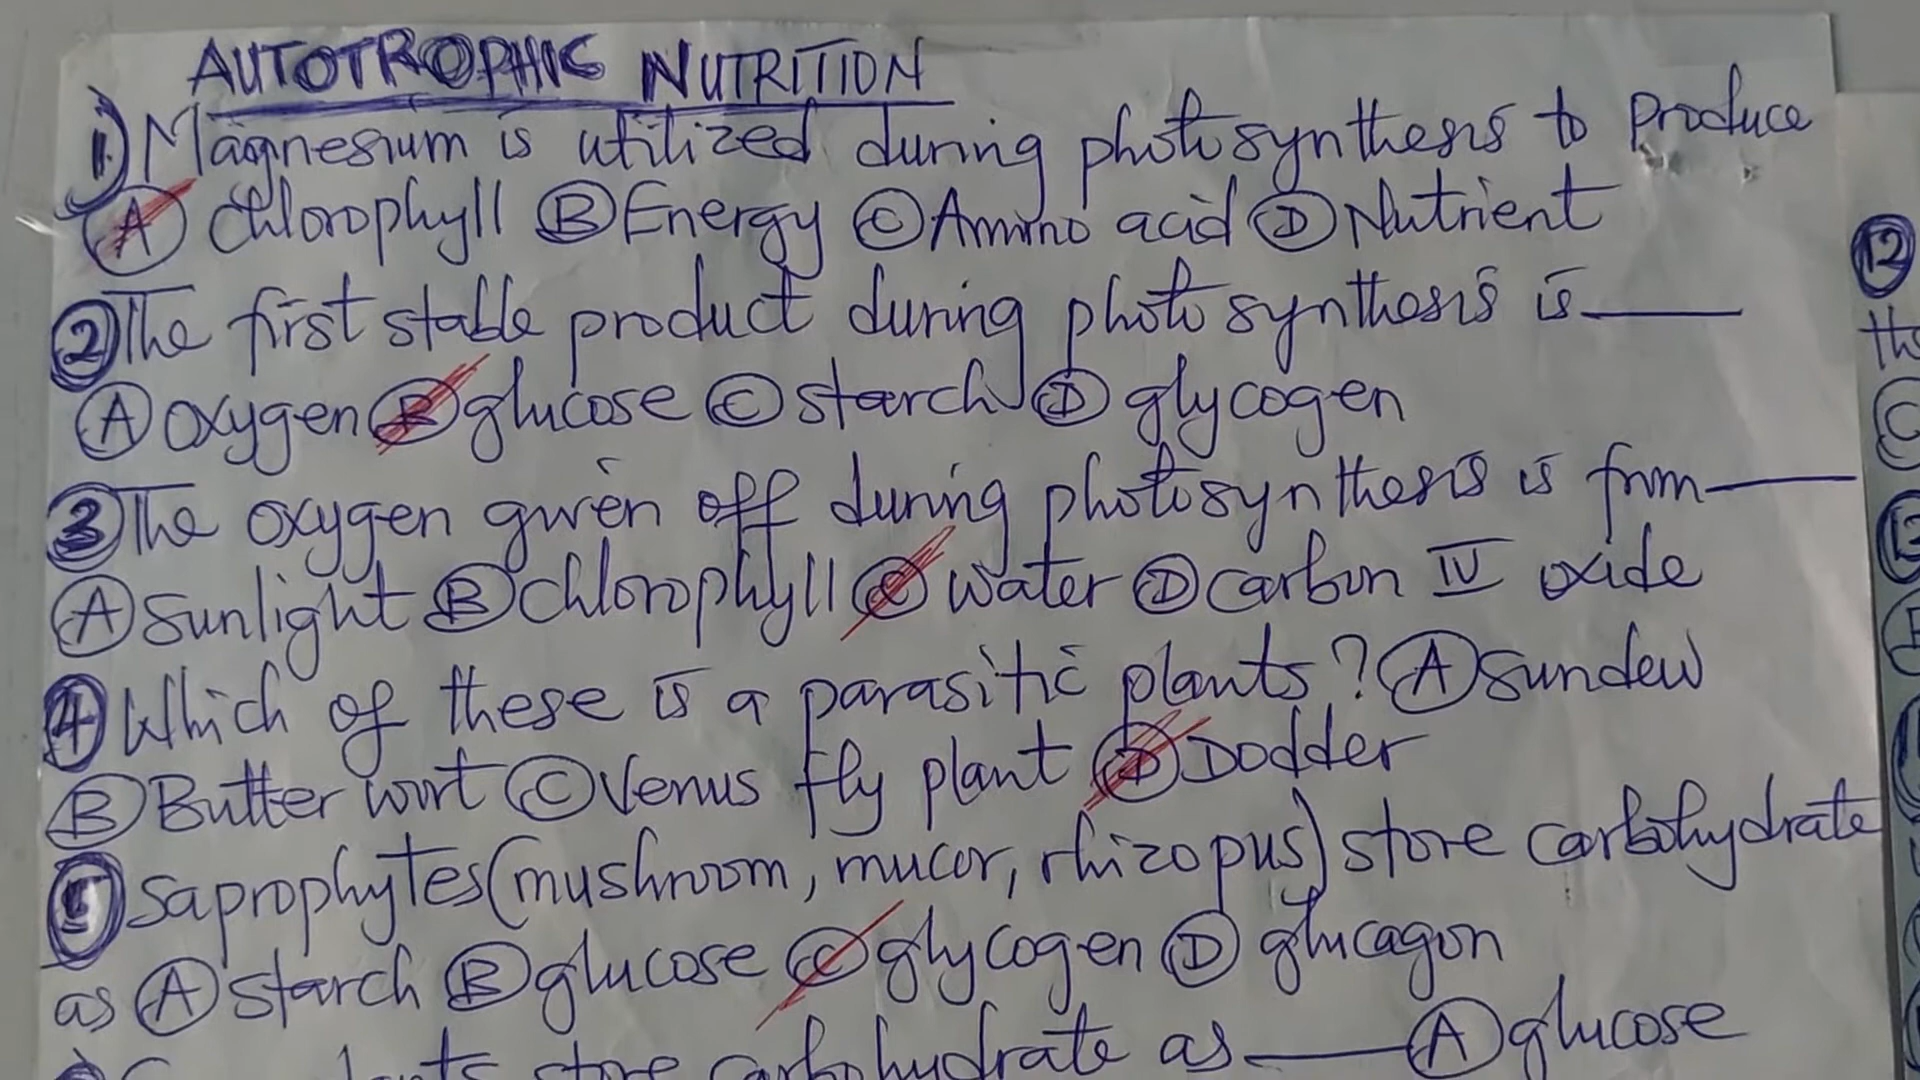 AUTOTROPHIC NUTRITION
1) Magnesium is utilized during photosynthesis to produce
(A) chlorophyll (B) Energy (C) Amino acid (D) Nutrient
(2) The first stable product during photosynthesis is ____
(A) oxygen (B) glucose (C) starch (D) glycogen
(3) The oxygen given off during photosynthesis is from ____
(A) sunlight (B) chlorophyll (C) water (D) carbon IV oxide
(4) Which of these is a parasitic plants? (A) sundew
(B) Butter wort (C) Venus fly plant (D) Dodder
(5) Saprophytes (mushroom, mucor, rhizopus) store carbohydrate
as (A) starch (B) glucose (C) glycogen (D) glucagon
store carbohydrate as ____ (A) glucose
(12)